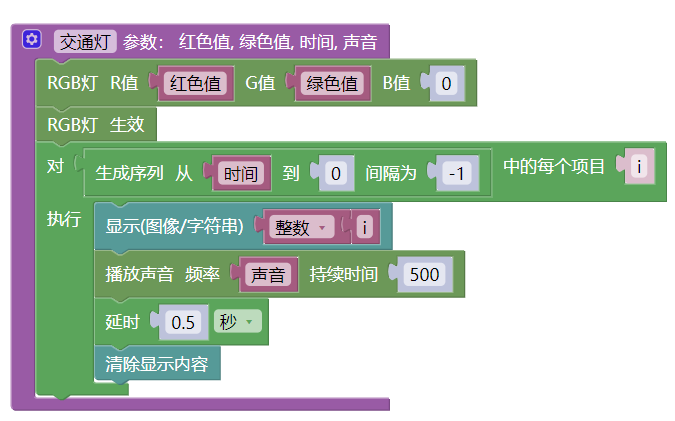 交通灯 参数： 红色值, 绿色值, 时间, 声音
RGB灯 R值 红色值 G值 绿色值 B值 0
RGB灯 生效
对 生成序列 从 时间 到 0 间隔为 -1 中的每个项目 i
执行 显示(图像/字符串) 整数 i
播放声音 频率 声音 持续时间 500
延时 0.5 秒
清除显示内容